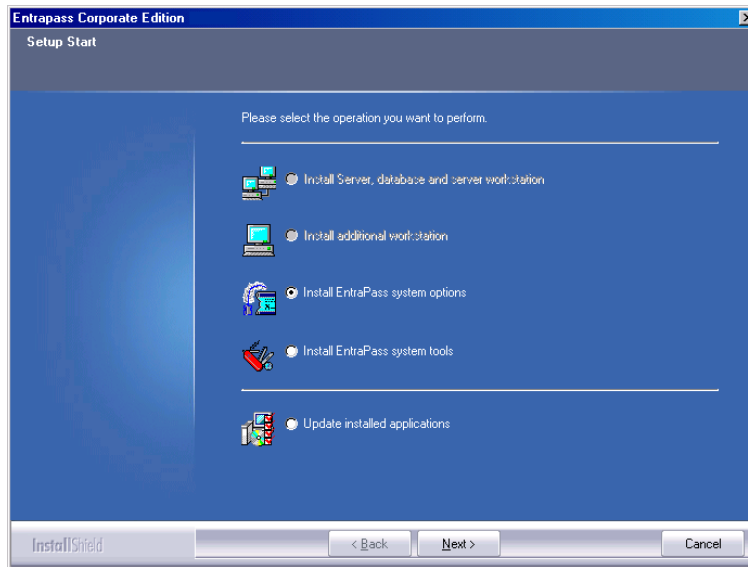 Entrapass Corporate Edition
Setup Start
Please select the operation you want to perform.
Install Server, database and server workstation
Install additional workstation
Install EntraPass system options
Install EntraPass system tools
Update installed applications
InstallShield
< Back
Next >
Cancel